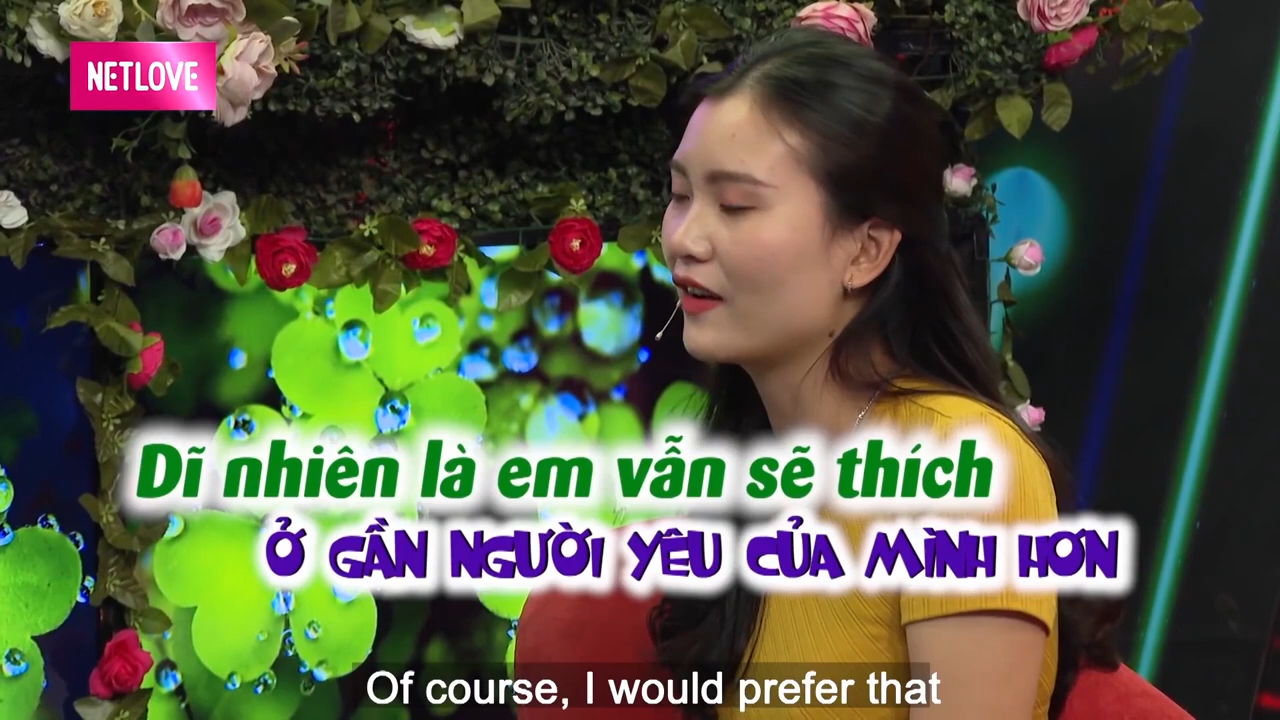 NETLOVE
Dĩ nhiên là em vẫn sẽ thích
Ở GẦN NGƯỜI YÊU CỦA MÌNH HƠN
Of course, I would prefer that